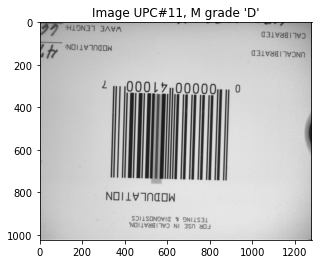 Image UPC#11, M grade 'D'
0
200
400
600
800
1000
FOR USE IN CALIBRATION
TESTING & DIAGNOSTICS
MODULATION
0 00000 41000 7
UNCALIBRATED
MODULATION:
CALIBRATED
WAVE LENGTH:
0 200 400 600 800 1000 1200